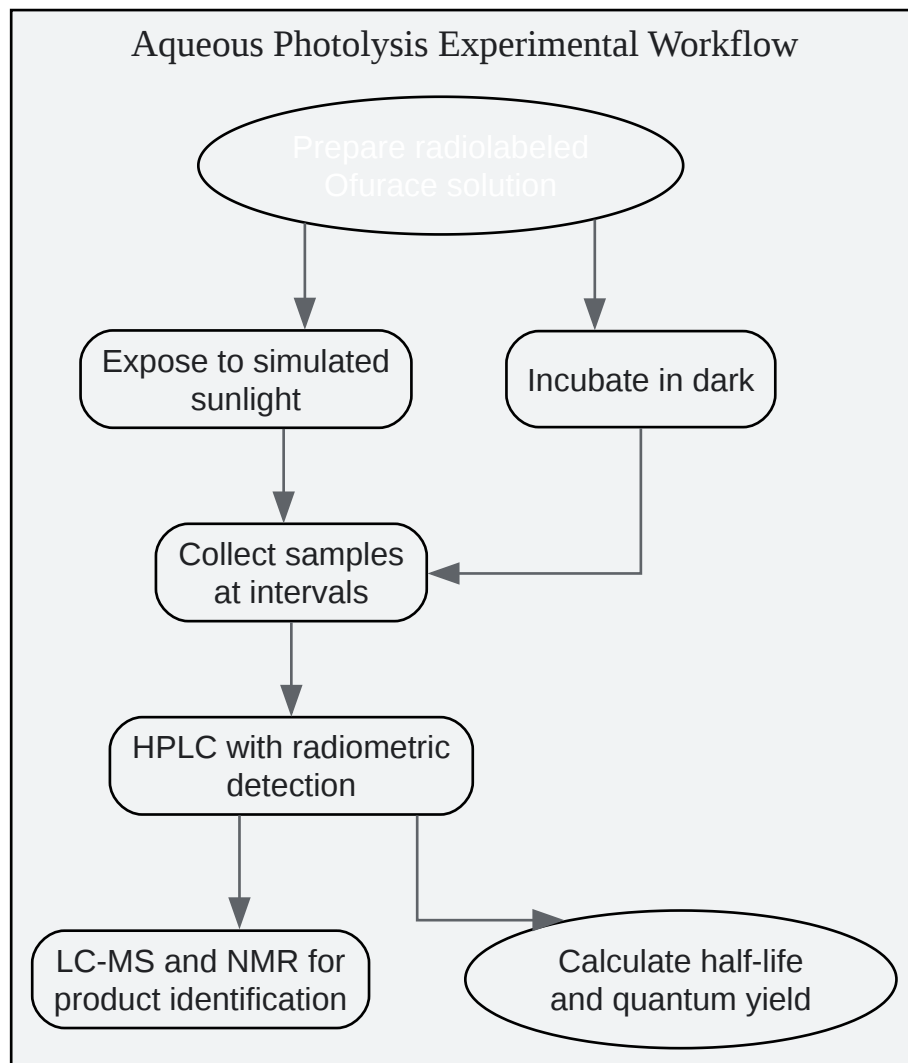 Aqueous Photolysis Experimental Workflow
Prepare radiolabeled
Ofurace solution
Expose to simulated
sunlight
Incubate in dark
Collect samples
at intervals
HPLC with radiometric
detection
LC-MS and NMR for
product identification
Calculate half-life
and quantum yield